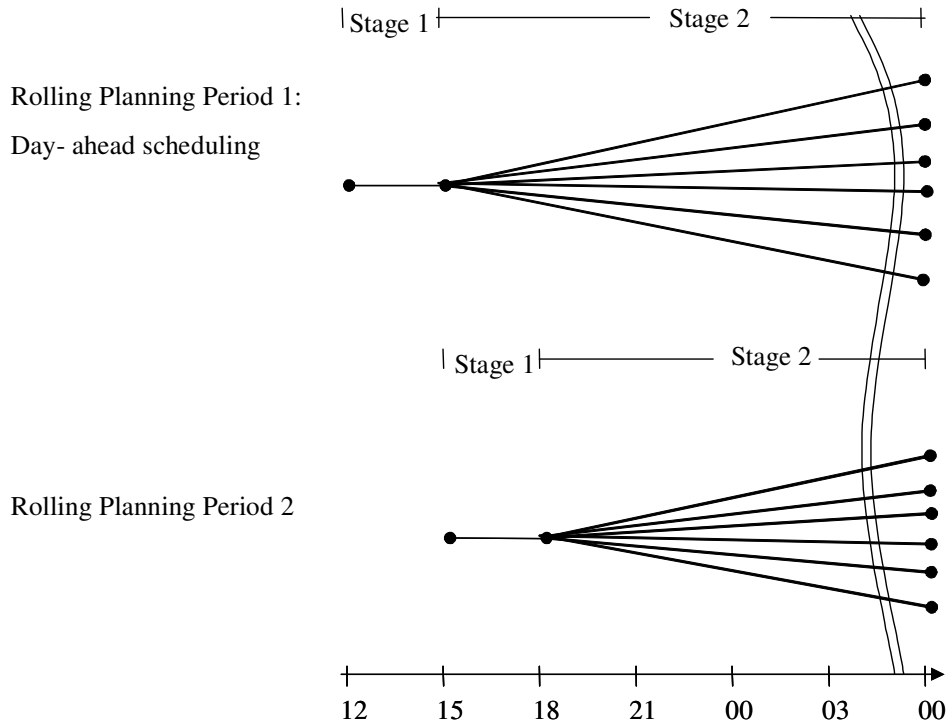 Stage 1
Stage 2
Rolling Planning Period 1:
Day- ahead scheduling
Stage 1
Stage 2
Rolling Planning Period 2
12 15 18 21 00 03 00